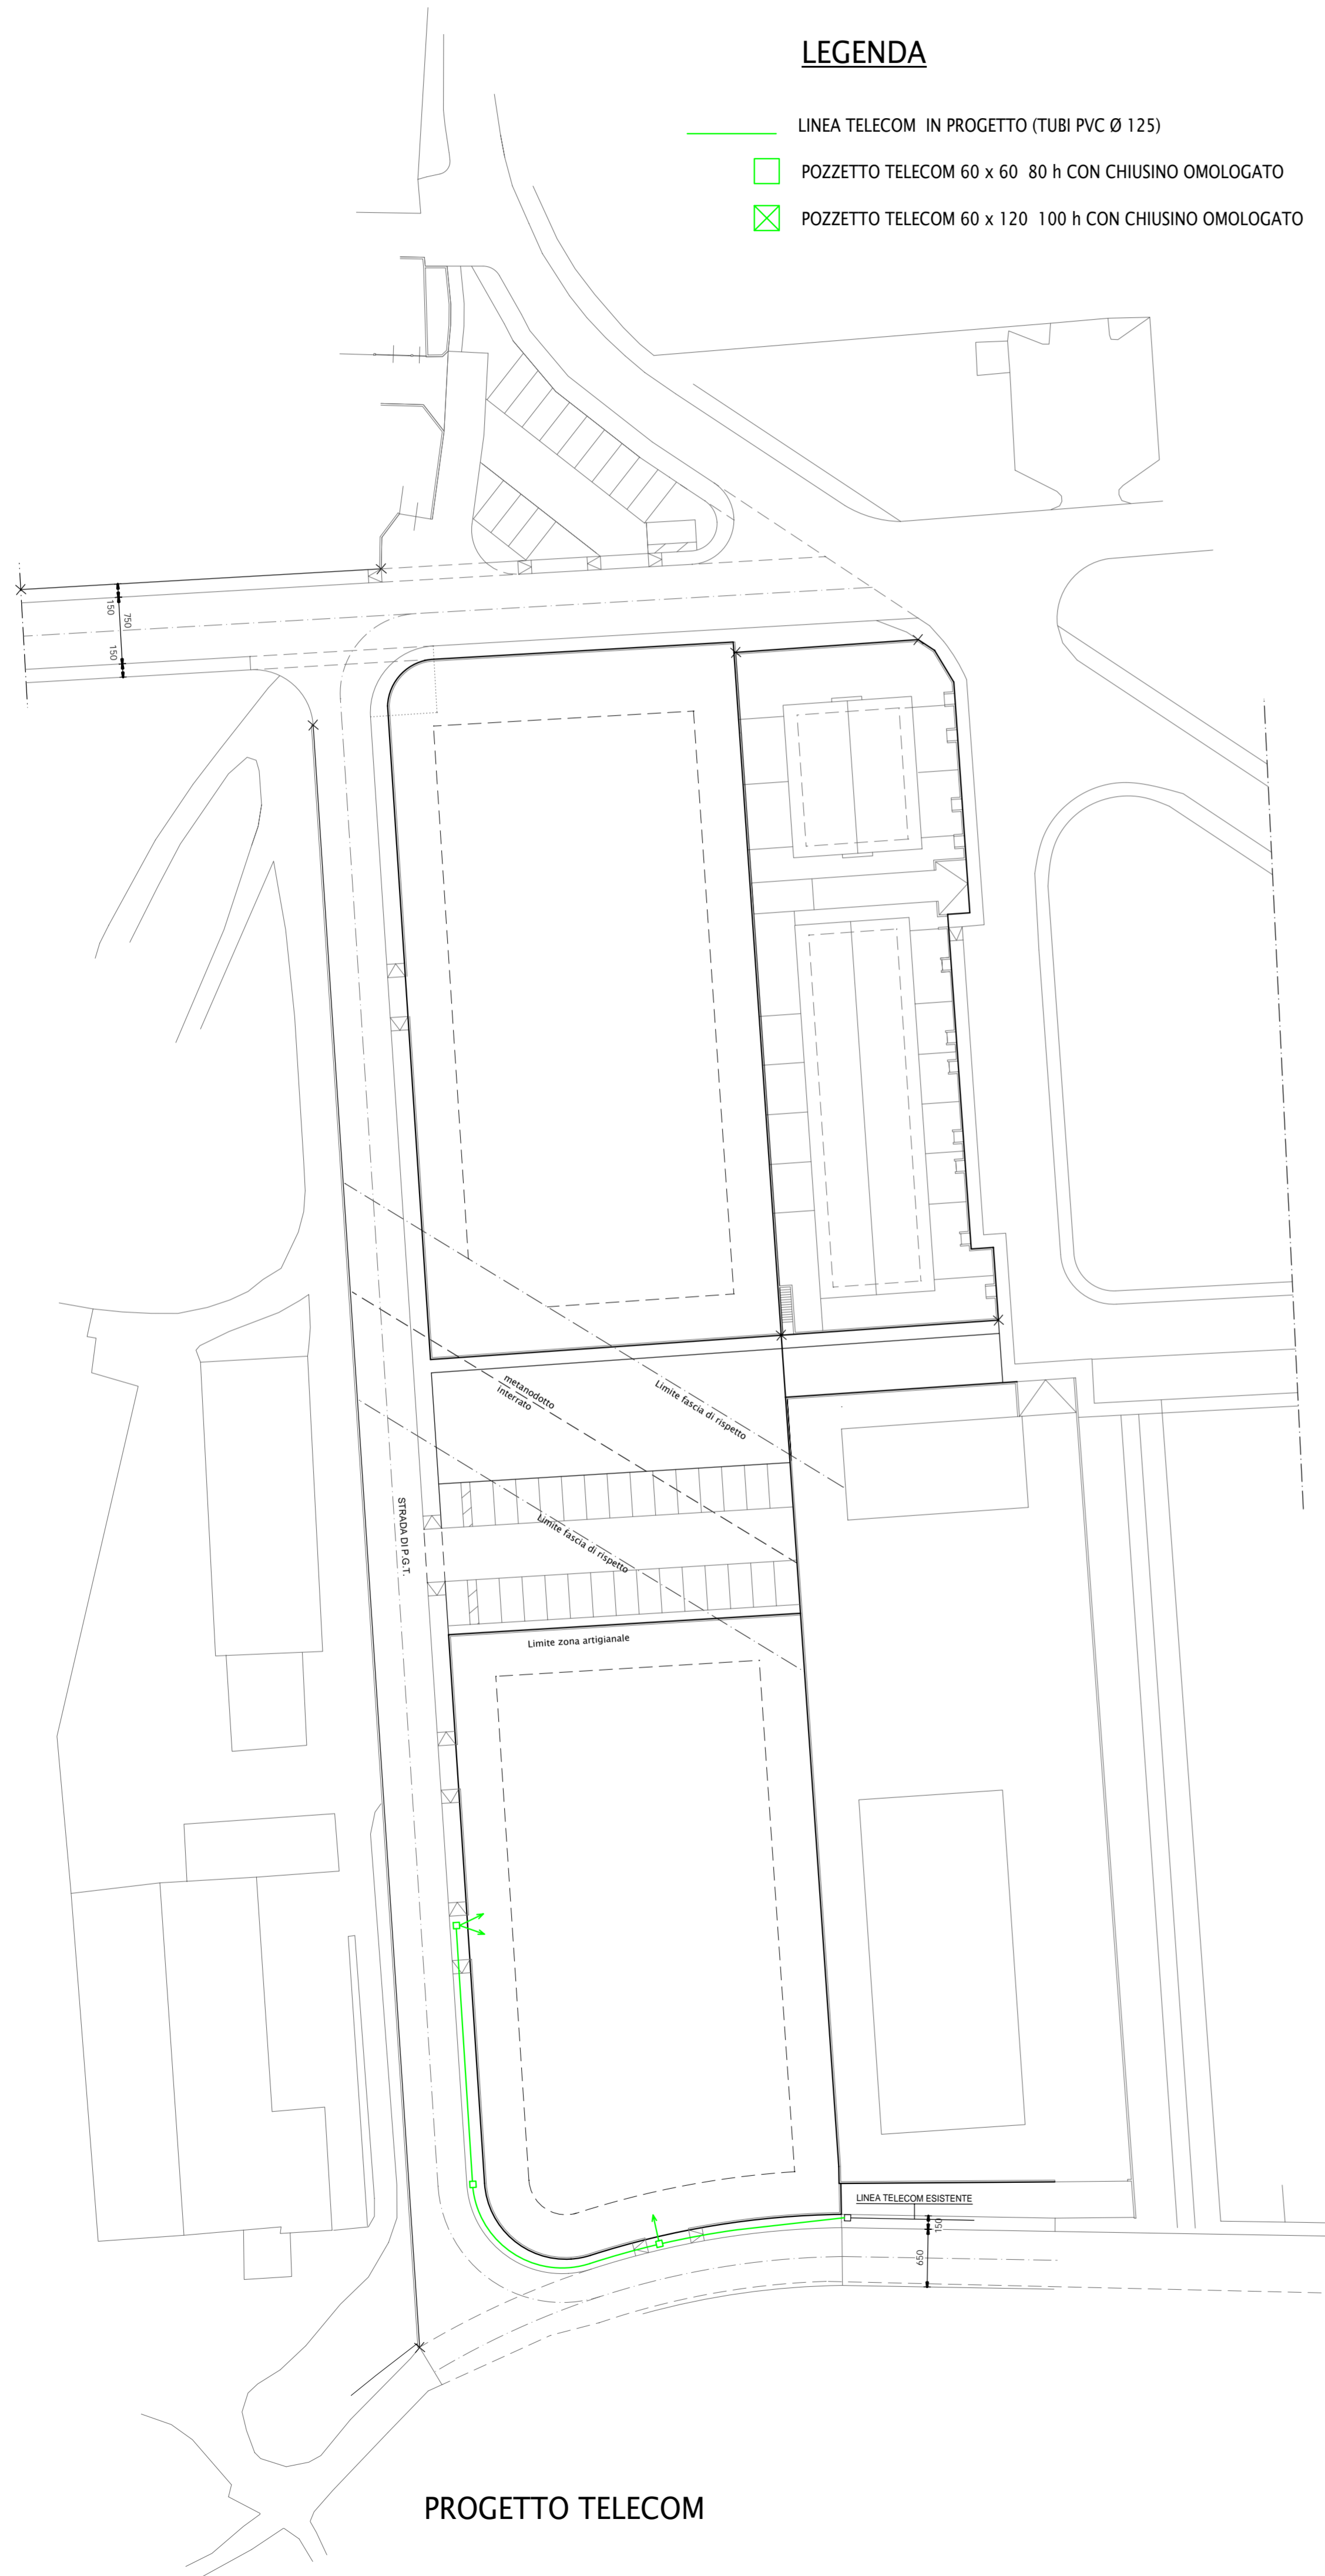 LEGENDA
LINEA TELECOM IN PROGETTO (TUBI PVC Ø 125)
POZZETTO TELECOM 60 x 60 80 h CON CHIUSINO OMOLOGATO
POZZETTO TELECOM 60 x 120 100 h CON CHIUSINO OMOLOGATO
150
750
150
metanodotto
interrato
Limite fascia di rispetto
STRADA DI P.G.T.
Limite fascia di rispetto
Limite zona artigianale
LINEA TELECOM ESISTENTE
150
650
PROGETTO TELECOM